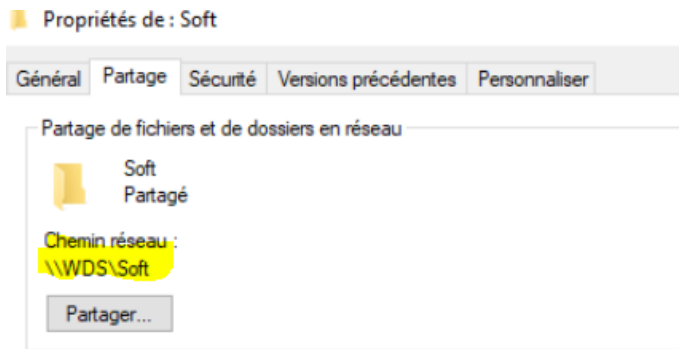 Propriétés de : Soft
Général Partage Sécurité Versions précédentes Personnaliser
Partage de fichiers et de dossiers en réseau
Soft
Partagé
Chemin réseau :
\\WDS\Soft
Partager...